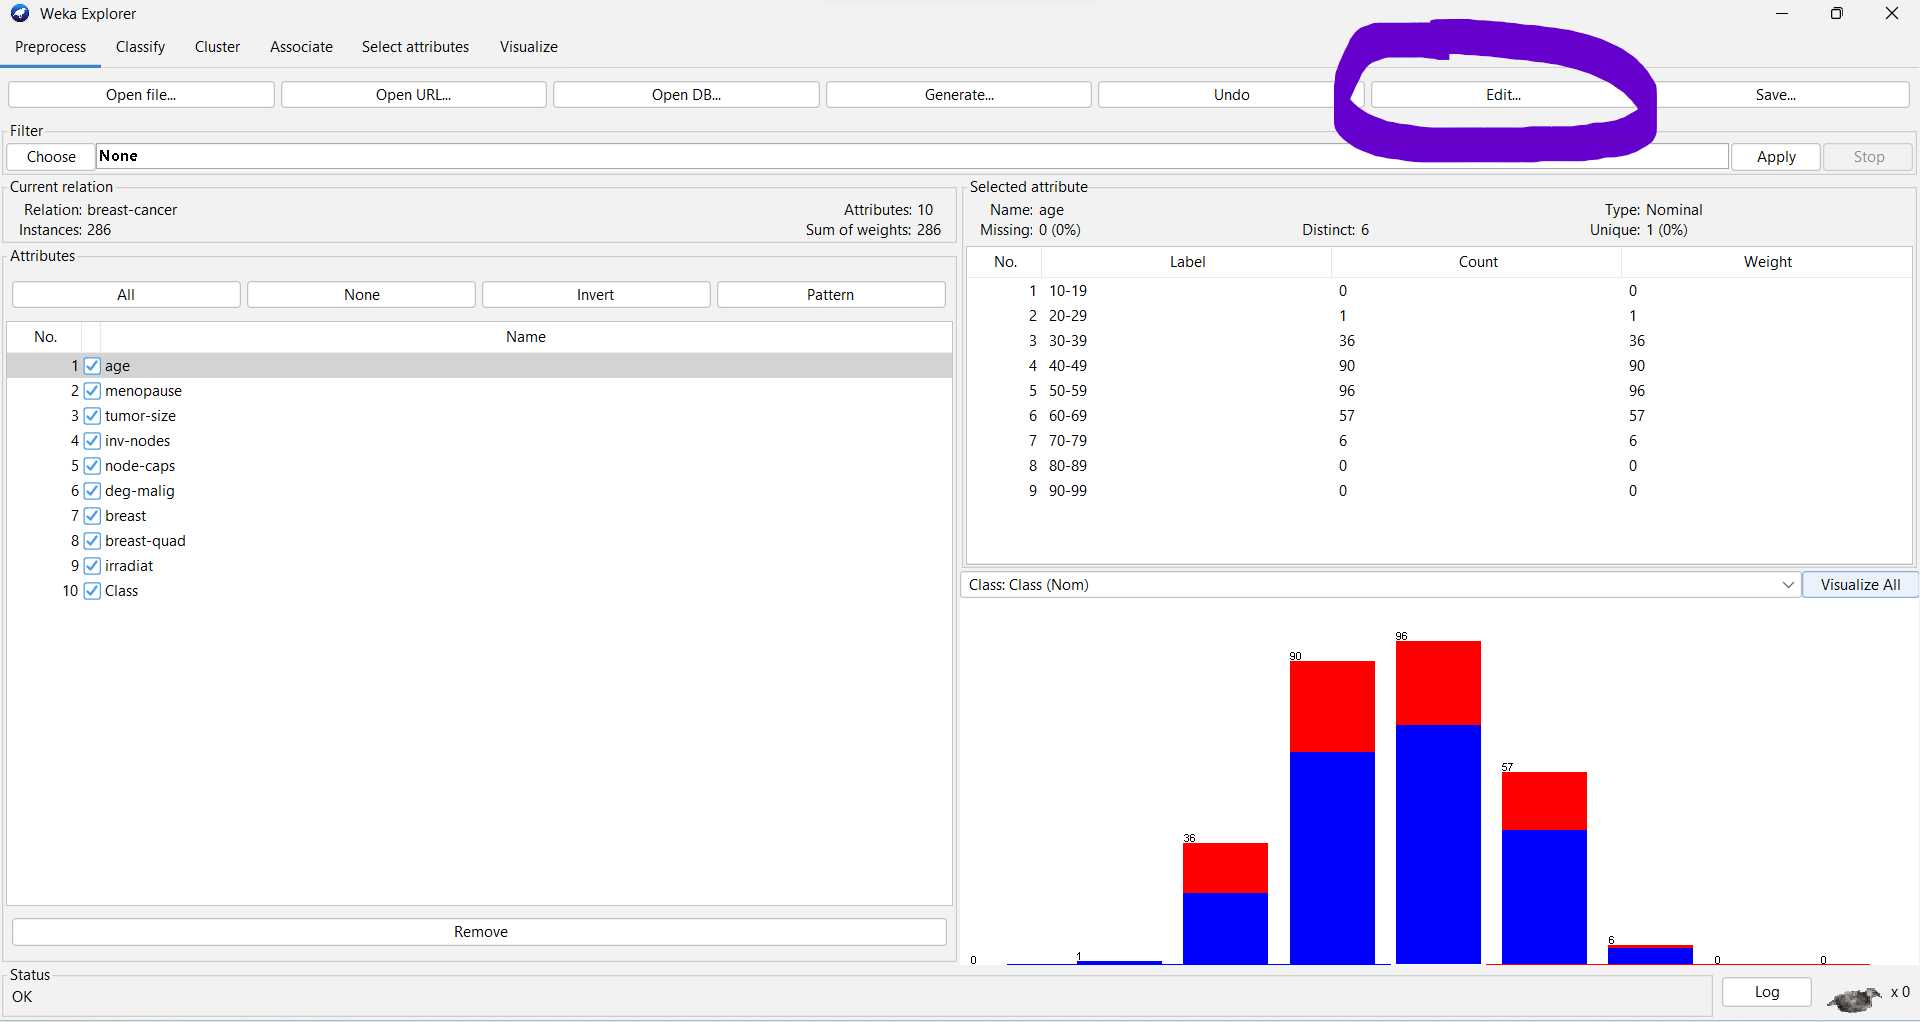 Weka Explorer
Preprocess Classify Cluster Associate Select attributes Visualize
Open file... Open URL... Open DB... Generate... Undo Edit... Save...
Filter
Choose None Apply Stop
Current relation
Relation: breast-cancer Attributes: 10
Instances: 286 Sum of weights: 286
Attributes
All None Invert Pattern
No. Name
1 age
2 menopause
3 tumor-size
4 inv-nodes
5 node-caps
6 deg-malig
7 breast
8 breast-quad
9 irradiat
10 Class
Remove
Selected attribute
Name: age Type: Nominal
Missing: 0 (0%) Distinct: 6 Unique: 1 (0%)
No. Label Count Weight
1 10-19 0 0
2 20-29 1 1
3 30-39 36 36
4 40-49 90 90
5 50-59 96 96
6 60-69 57 57
7 70-79 6 6
8 80-89 0 0
9 90-99 0 0
Class: Class (Nom) Visualize All
0 1 36 90 96 57 6 0 0
Status
OK Log x 0